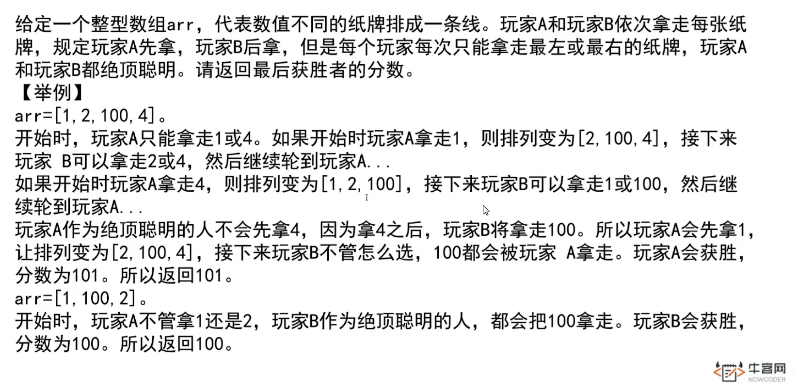 给定一个整型数组arr，代表数值不同的纸牌排成一条线。玩家A和玩家B依次拿走每张纸
牌，规定玩家A先拿，玩家B后拿，但是每个玩家每次只能拿走最左或最右的纸牌，玩家A
和玩家B都绝顶聪明。请返回最后获胜者的分数。
【举例】
arr=[1,2,100,4]。
开始时，玩家A只能拿走1或4。如果开始时玩家A拿走1，则排列变为[2,100,4]，接下来
玩家 B可以拿走2或4，然后继续轮到玩家A...
如果开始时玩家A拿走4，则排列变为[1,2,100]，接下来玩家B可以拿走1或100，然后继
续轮到玩家A...
玩家A作为绝顶聪明的人不会先拿4，因为拿4之后，玩家B将拿走100。所以玩家A会先拿1，
让排列变为[2,100,4]，接下来玩家B不管怎么选，100都会被玩家 A拿走。玩家A会获胜，
分数为101。所以返回101。
arr=[1,100,2]。
开始时，玩家A不管拿1还是2，玩家B作为绝顶聪明的人，都会把100拿走。玩家B会获胜，
分数为100。所以返回100。
牛客网
NOWCODER